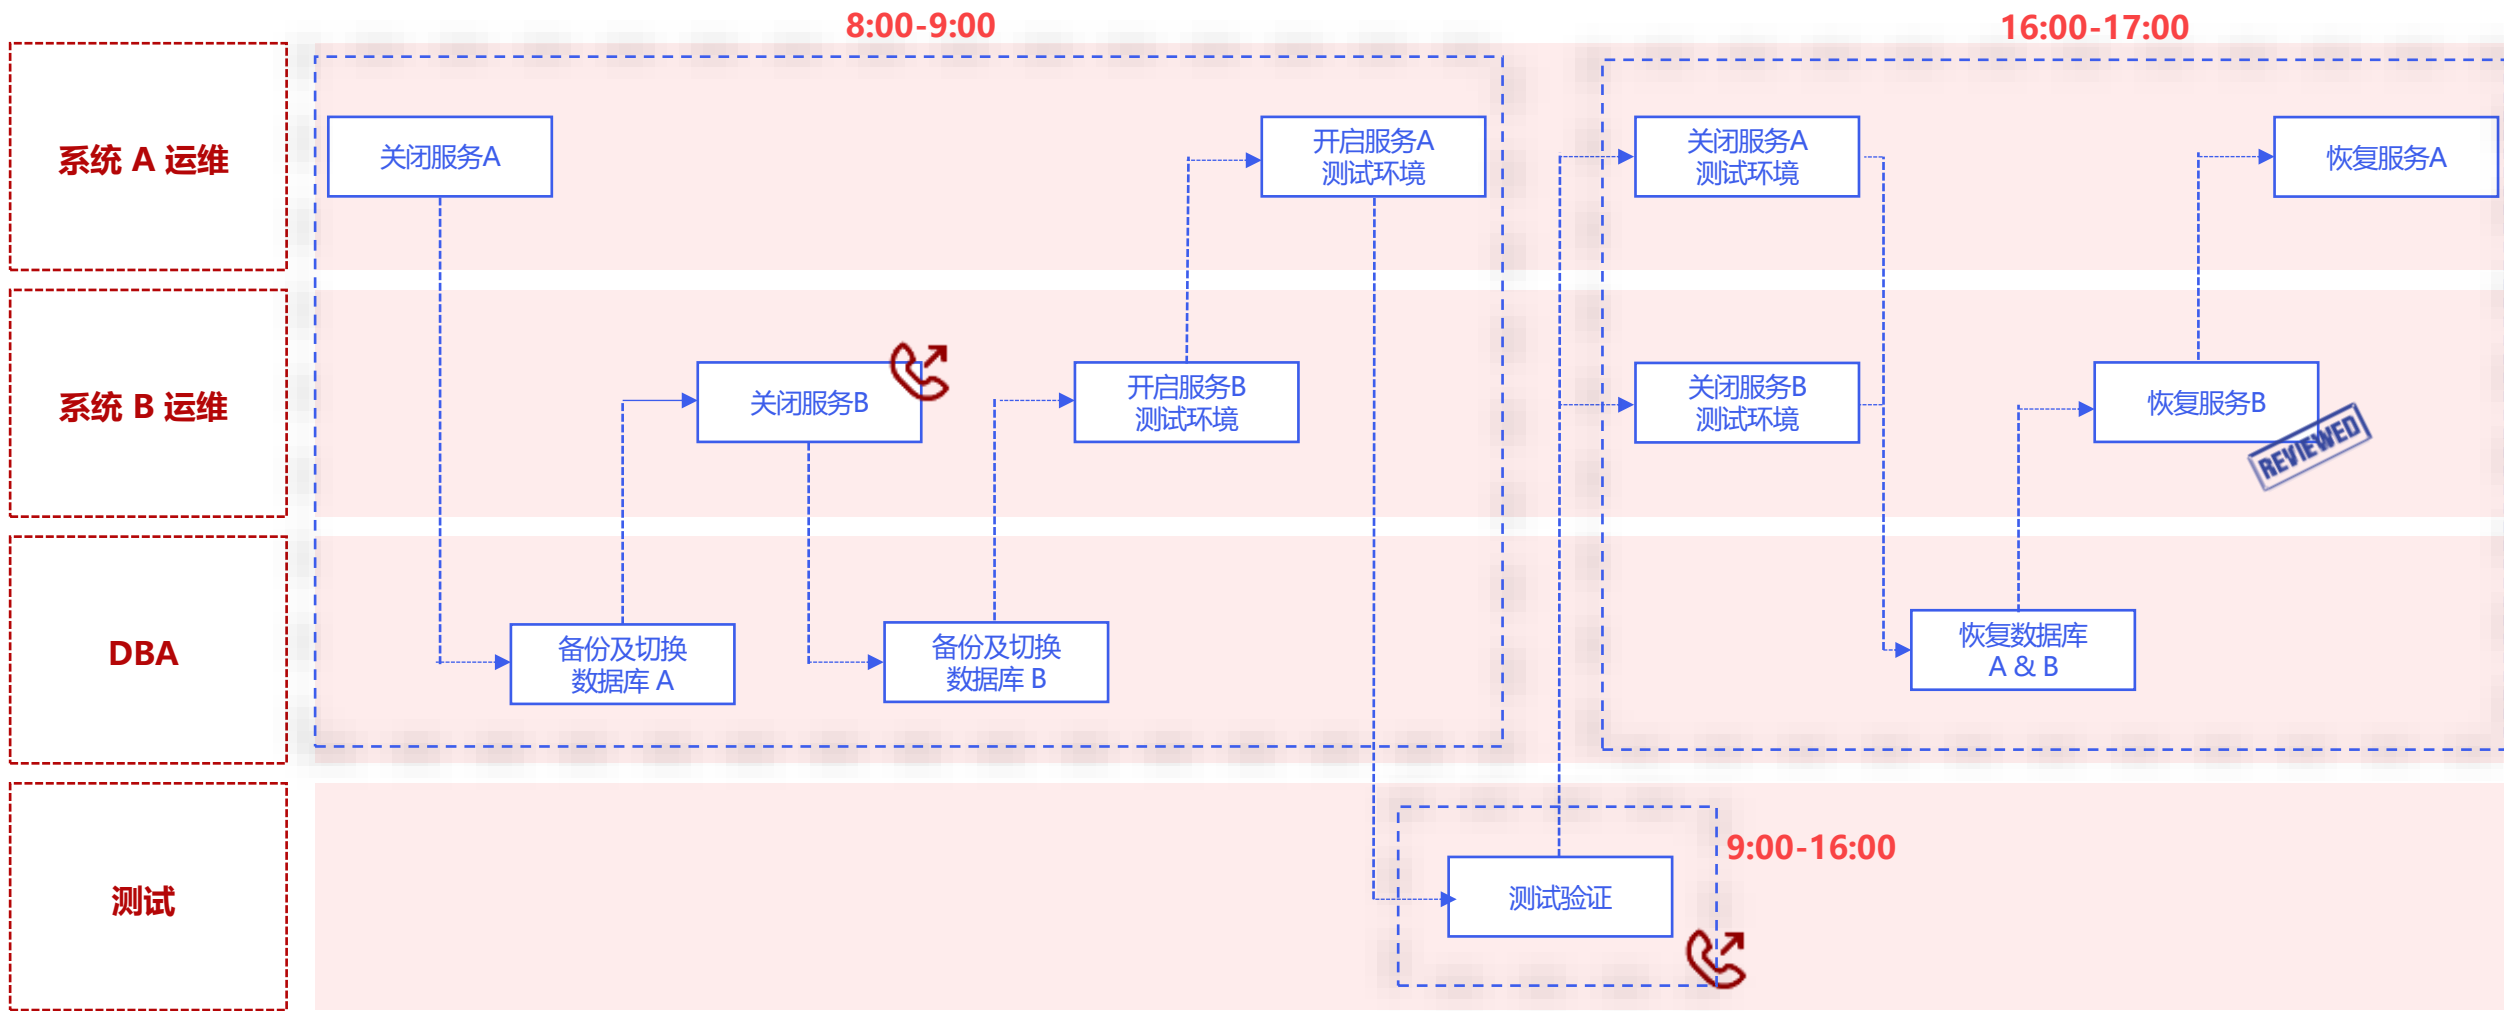 8:00-9:00
16:00-17:00
系统 A 运维
关闭服务A
开启服务A
测试环境
关闭服务A
测试环境
恢复服务A
系统 B 运维
关闭服务B
开启服务B
测试环境
关闭服务B
测试环境
恢复服务B
REVIEWED
DBA
备份及切换
数据库 A
备份及切换
数据库 B
恢复数据库
A & B
测试
测试验证
9:00-16:00